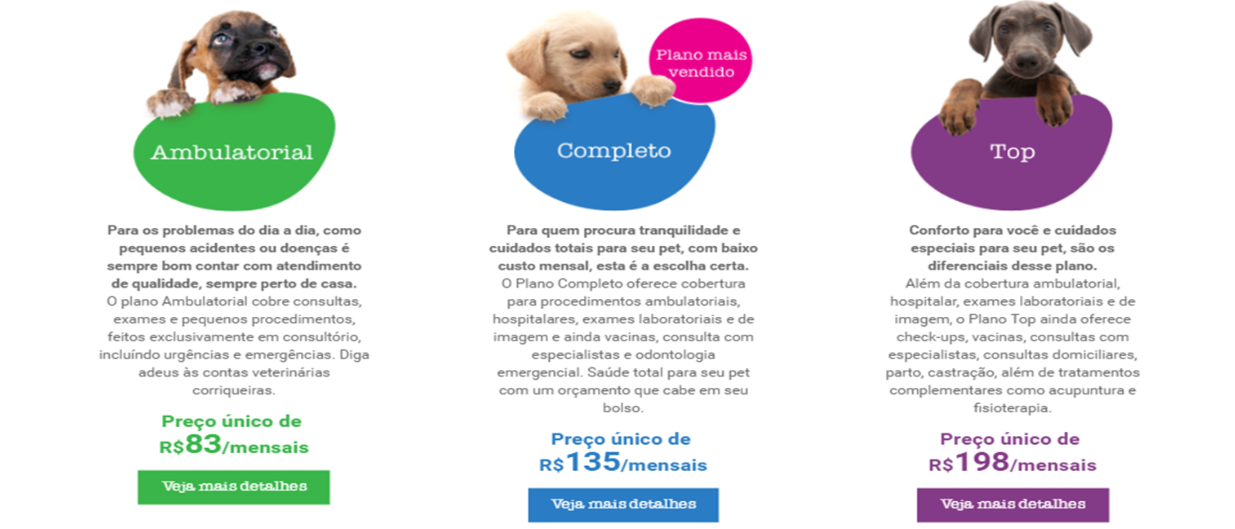 Ambulatorial
Para os problemas do dia a dia, como
pequenos acidentes ou doenças é
sempre bom contar com atendimento
de qualidade, sempre perto de casa.
O plano Ambulatorial cobre consultas,
exames e pequenos procedimentos,
feitos exclusivamente em consultório,
incluíndo urgências e emergências. Diga
adeus às contas veterinárias
corriqueiras.
Preço único de
R$83/mensais
Veja mais detalhes
Plano mais
vendido
Completo
Para quem procura tranquilidade e
cuidados totais para seu pet, com baixo
custo mensal, esta é a escolha certa.
O Plano Completo oferece cobertura
para procedimentos ambulatoriais,
hospitalares, exames laboratoriais e de
imagem e ainda vacinas, consulta com
especialistas e odontologia
emergencial. Saúde total para seu pet
com um orçamento que cabe em seu
bolso.
Preço único de
R$135/mensais
Veja mais detalhes
Top
Conforto para você e cuidados
especiais para seu pet, são os
diferenciais desse plano.
Além da cobertura ambulatorial,
hospitalar, exames laboratoriais e de
imagem, o Plano Top ainda oferece
check-ups, vacinas, consultas com
especialistas, consultas domiciliares,
parto, castração, além de tratamentos
complementares como acupuntura e
fisioterapia.
Preço único de
R$198/mensais
Veja mais detalhes